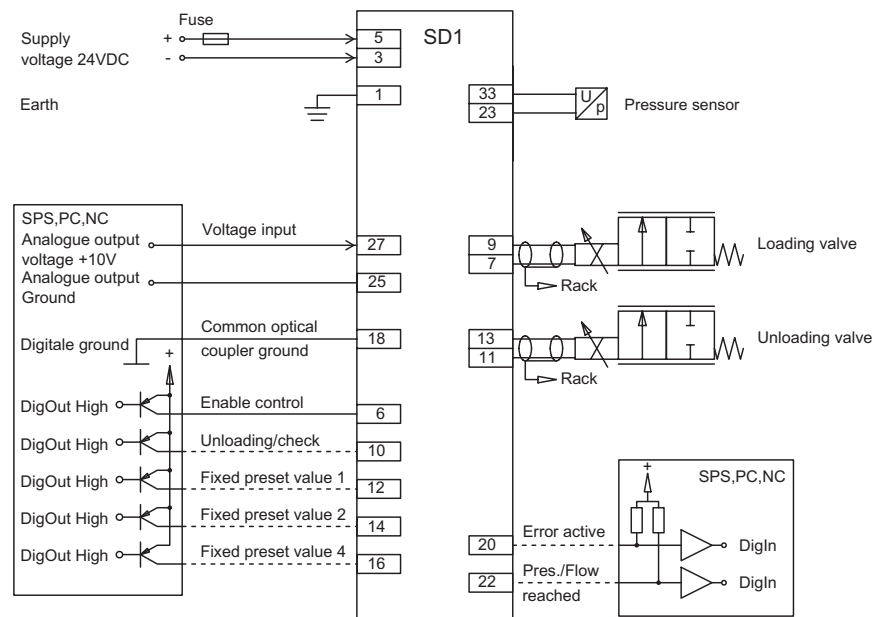 Fuse
Supply
voltage 24VDC
+
-
5
3
SD1
Earth
1
33
23
U
p
Pressure sensor
SPS,PC,NC
Analogue output
voltage +10V
Voltage input
27
Analogue output
Ground
25
Digitale ground
Common optical
coupler ground
18
+
DigOut High
Enable control
6
DigOut High
Unloading/check
10
DigOut High
Fixed preset value 1
12
DigOut High
Fixed preset value 2
14
DigOut High
Fixed preset value 4
16
9
7
Rack
Loading valve
13
11
Rack
Unloading valve
SPS,PC,NC
+
20
Error active
DigIn
22
Pres./Flow
reached
DigIn